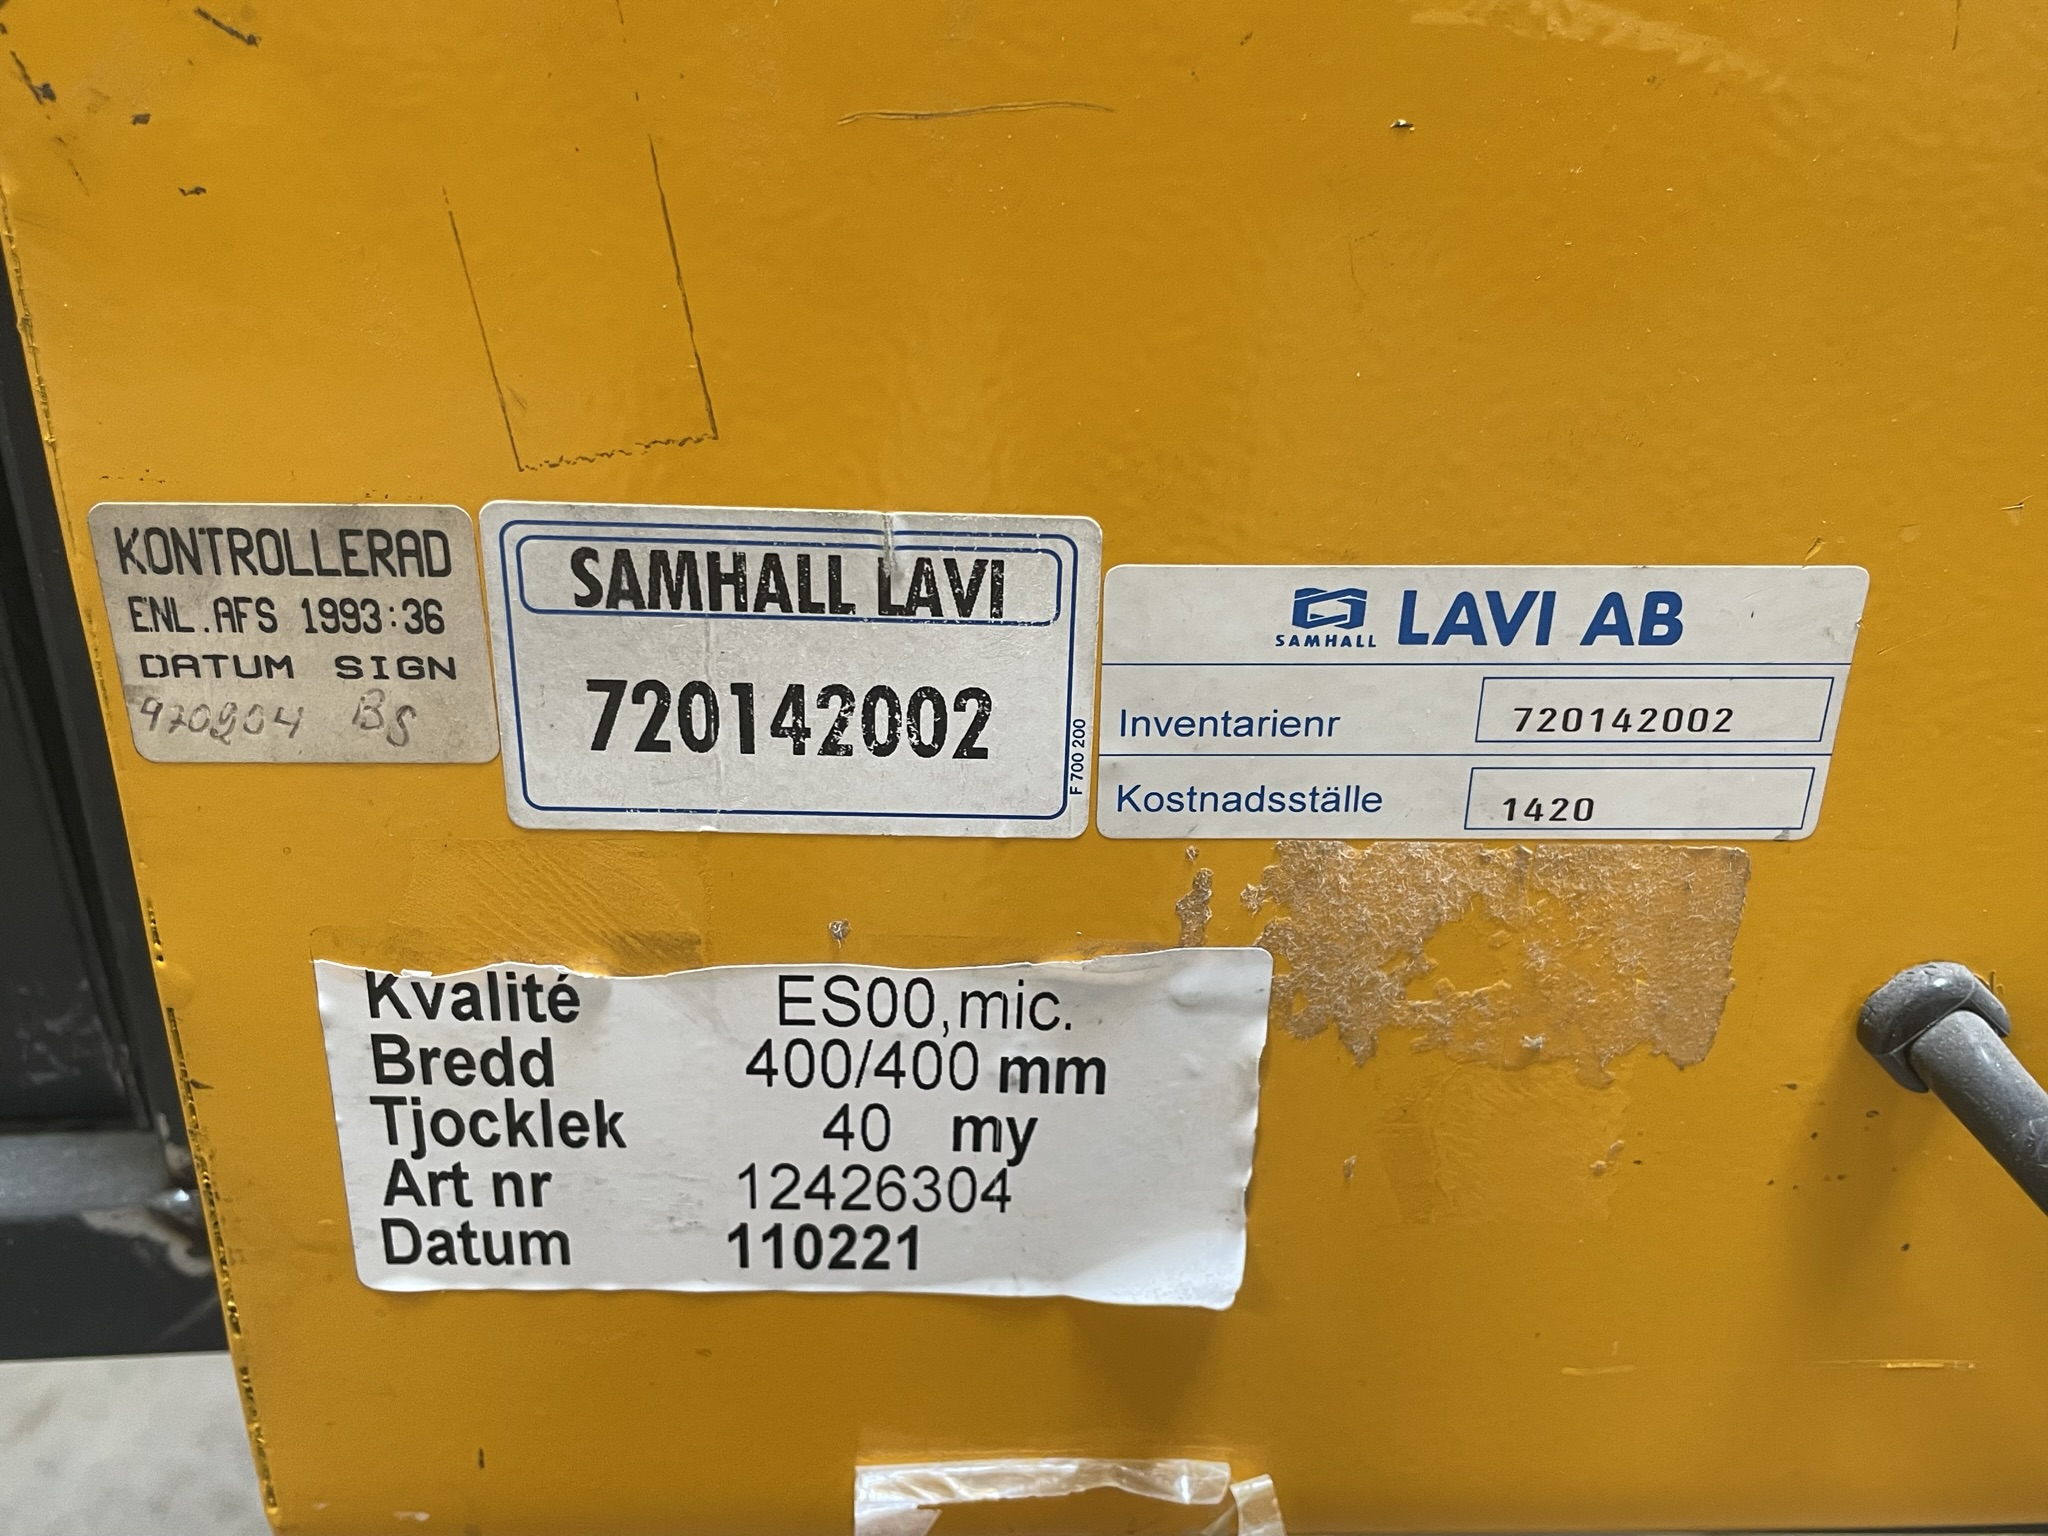 KONTROLLERAD
ENL. AFS 1993:36
DATUM SIGN
970904 BS
SAMHALL LAVI
720142002
F 700 200
SAMHALL LAVI AB
Inventarienr 720142002
Kostnadsställe 1420
Kvalité ES00,mic.
Bredd 400/400 mm
Tjocklek 40 my
Art nr 12426304
Datum 110221